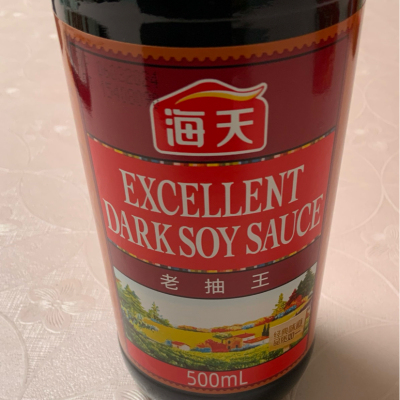 海天
EXCELLENT
DARK SOY SAUCE
老抽王
500mL